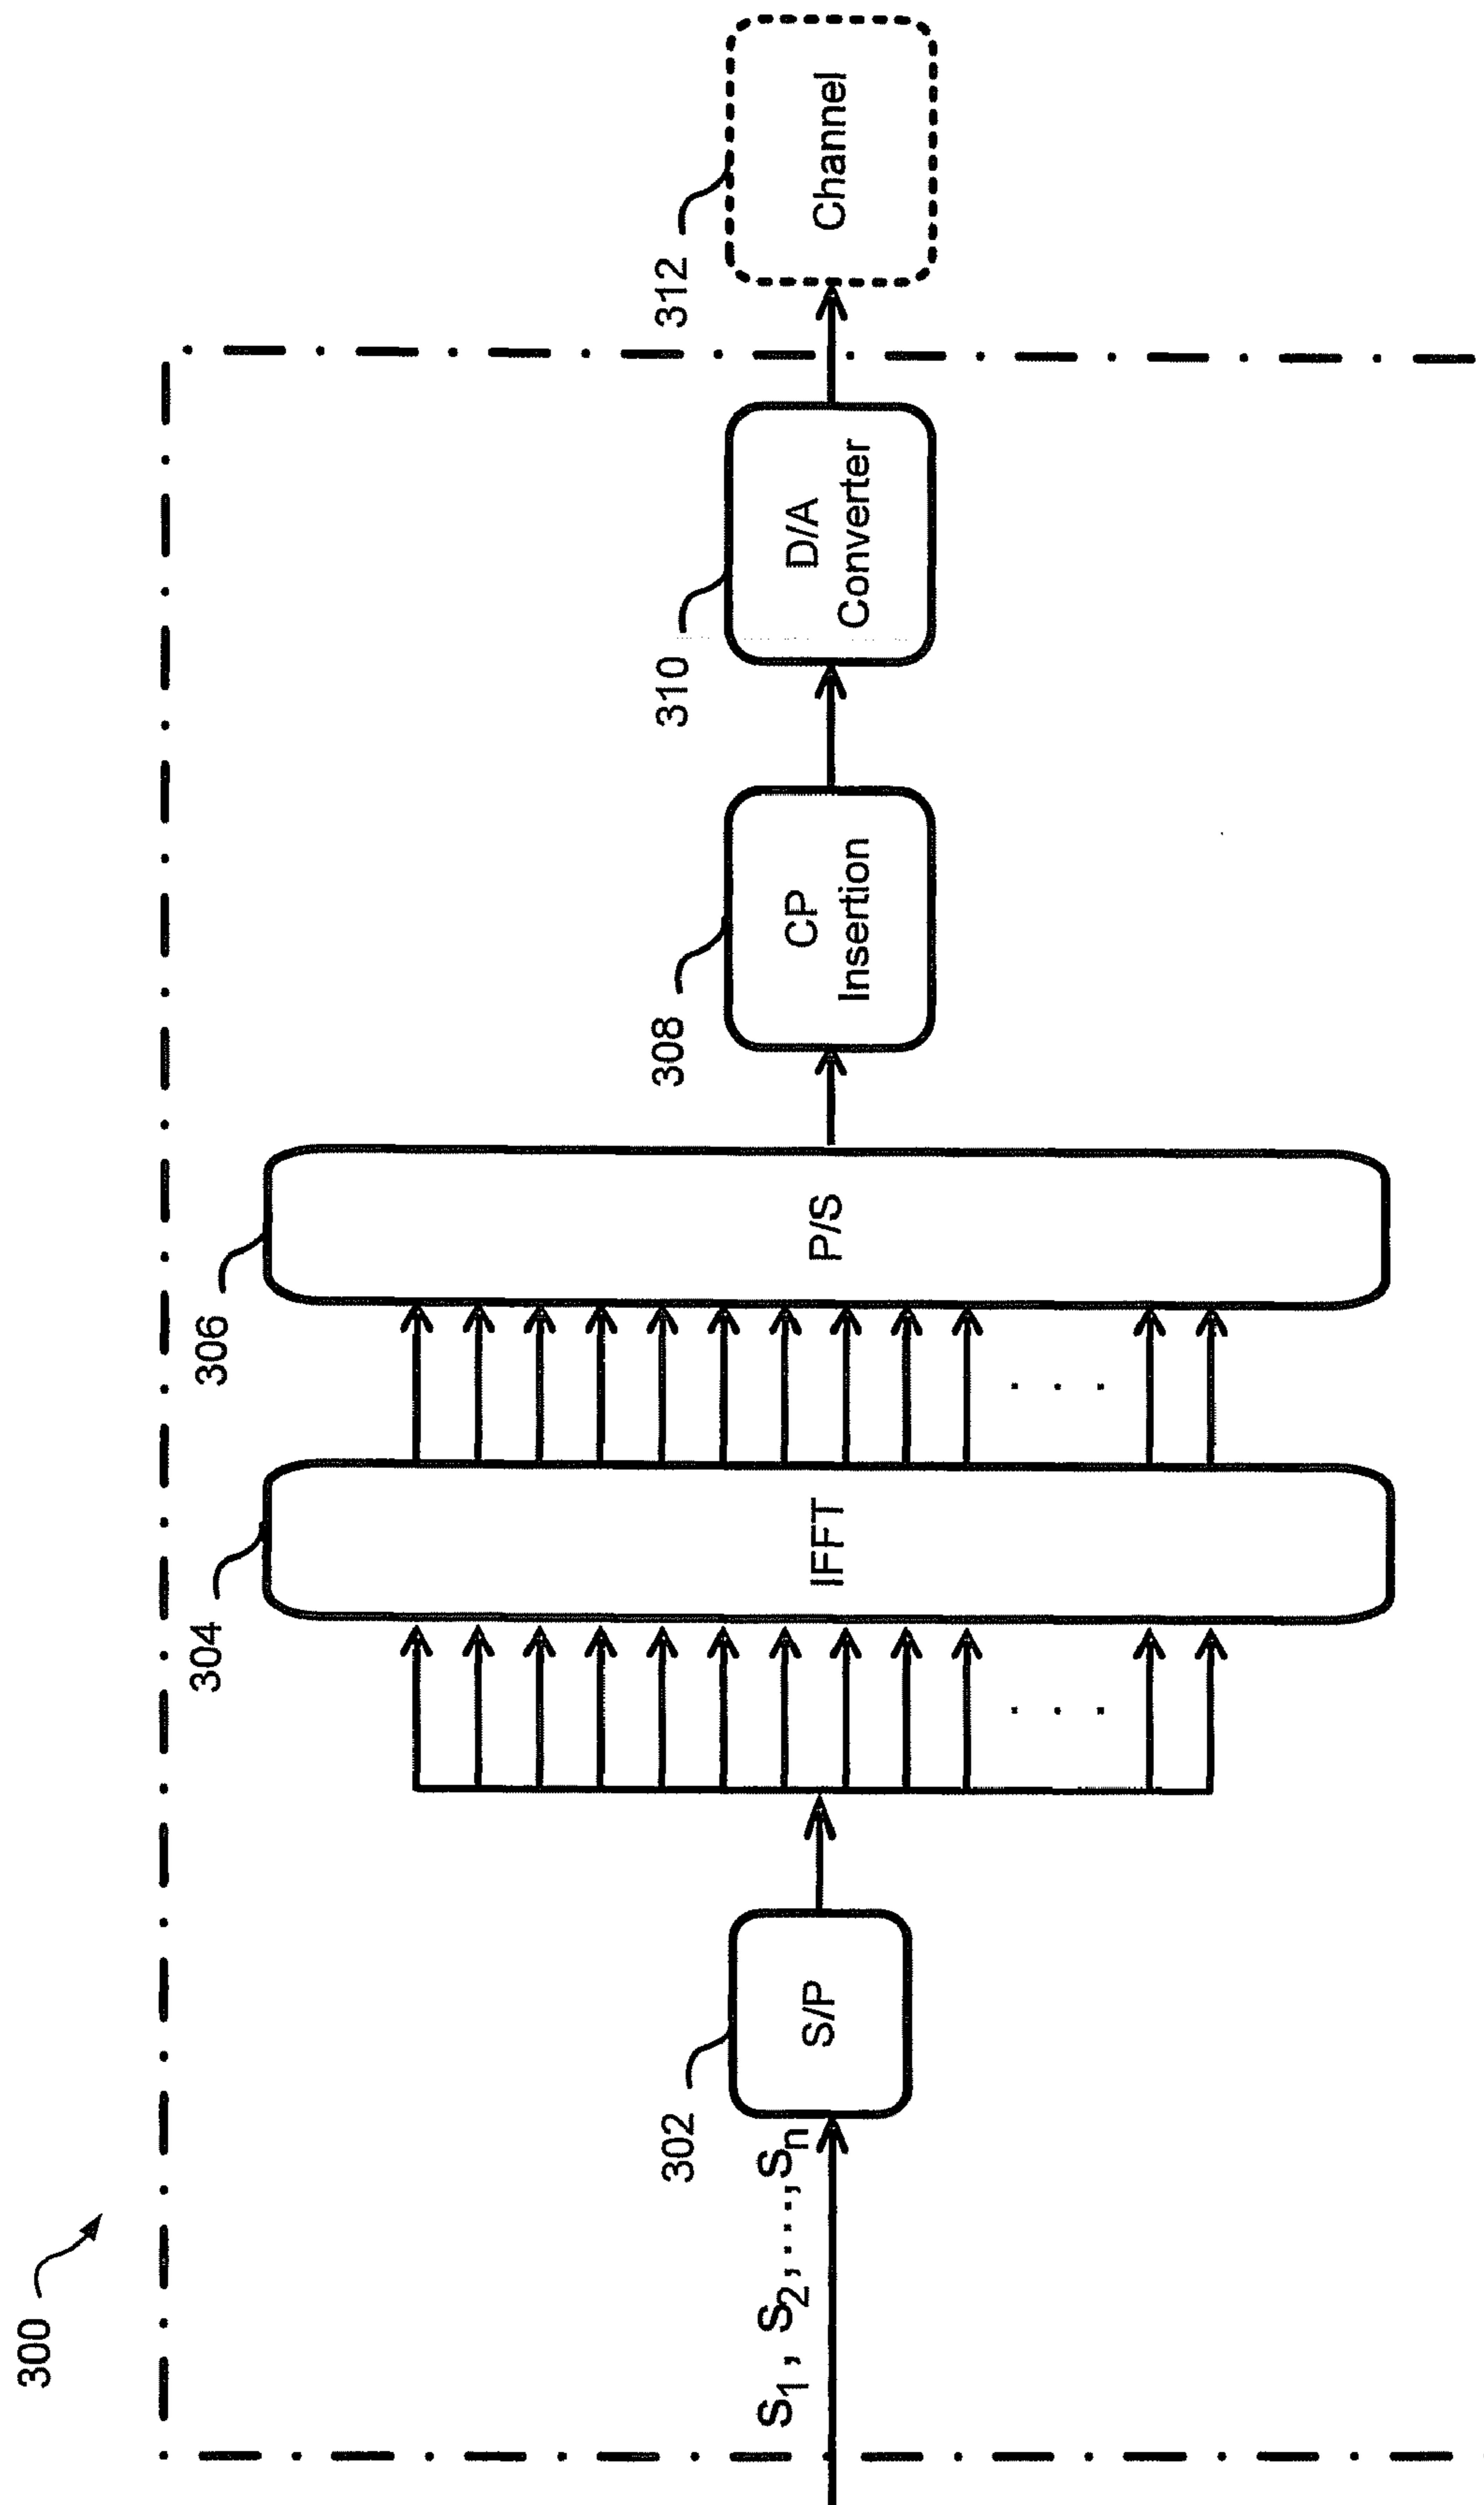 300
S1, S2,...,Sn
302
S/P
304
IFFT
306
P/S
308
CP
Insertion
310
D/A
Converter
312
Channel